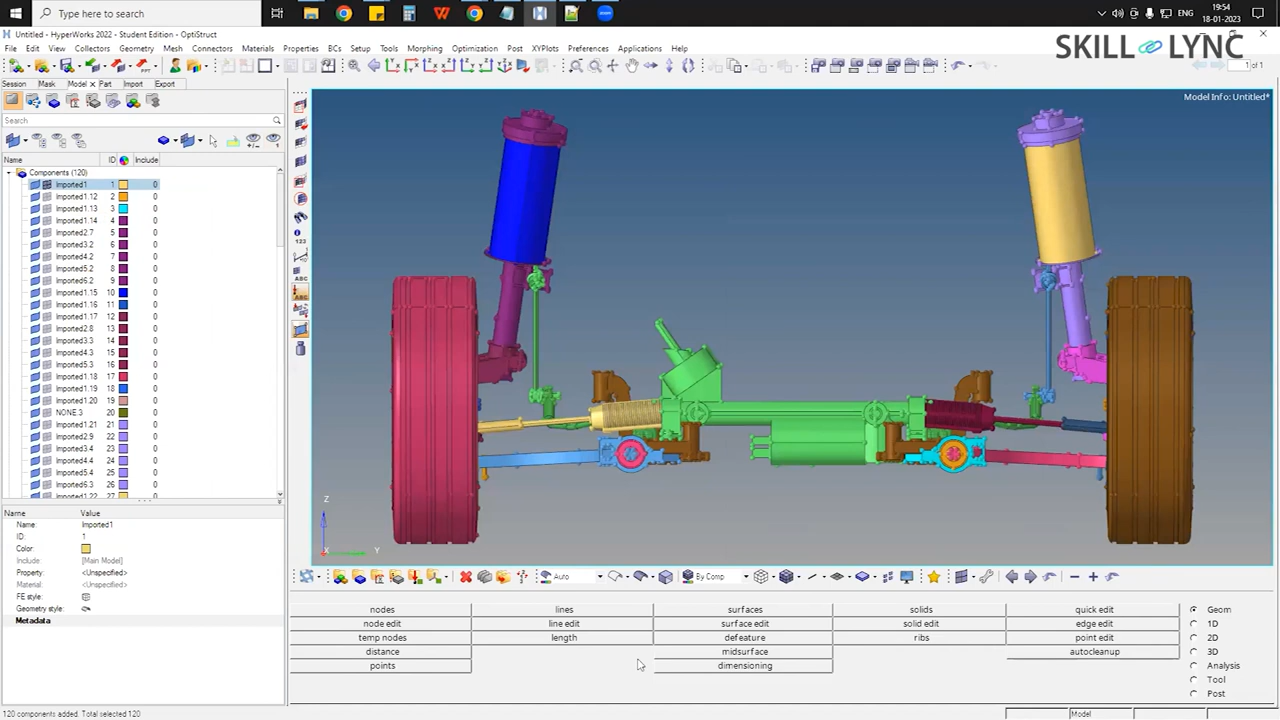 Type here to search
ENG
19:54
18-01-2023
Untitled - HyperWorks 2022 - Student Edition - OptiStruct
File Edit View Collectors Geometry Mesh Connectors Materials Properties BCs Setup Tools Morphing Optimization Post XYPlots Preferences Applications Help
SKILL LYNC
1 of 1
Session Mask Model Part Import Export
Model Info: Untitled*
Search
Name ID Include
Components (120)
Imported1 1 0
Imported1.12 2 0
Imported1.13 3 0
Imported1.14 4 0
Imported2.7 5 0
Imported3.2 6 0
Imported4.2 7 0
Imported5.2 8 0
Imported6.2 9 0
Imported1.15 10 0
Imported1.16 11 0
Imported1.17 12 0
Imported2.8 13 0
Imported3.3 14 0
Imported4.3 15 0
Imported5.3 16 0
Imported1.18 17 0
Imported1.19 18 0
Imported1.20 19 0
NONE.3 20 0
Imported1.21 21 0
Imported2.9 22 0
Imported3.4 23 0
Imported4.4 24 0
Imported5.4 25 0
Imported6.3 26 0
Imported1.22 27 0
Name Value
Name: Imported1
ID: 1
Color:
Include: [Main Model]
Property: <Unspecified>
Material: <Unspecified>
FE style:
Geometry style:
Metadata
123
ABC
ABC
Z
X Y
Auto
By Comp
nodes lines surfaces solids quick edit Geom
node edit line edit surface edit solid edit edge edit 1D
temp nodes length defeature ribs point edit 2D
distance midsurface autocleanup 3D
points dimensioning Analysis
Tool
Post
120 components added. Total selected 120
Model